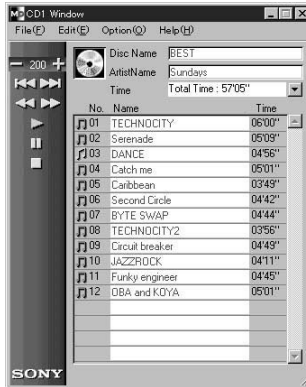 CD1 Window
File(F) Edit(E) Option(O) Help(H)
200
Disc Name BEST
ArtistName Sundays
Time Total Time : 57'05"
No. Name Time
01 TECHNOCITY 06'00"
02 Serenade 05'09"
03 DANCE 04'56"
04 Catch me 05'01"
05 Caribbean 03'49"
06 Second Circle 04'42"
07 BYTE SWAP 04'44"
08 TECHNOCITY2 03'56"
09 Circuit breaker 04'49"
10 JAZZROCK 04'11"
11 Funky engineer 04'45"
12 OBA and KOYA 05'01"
SONY